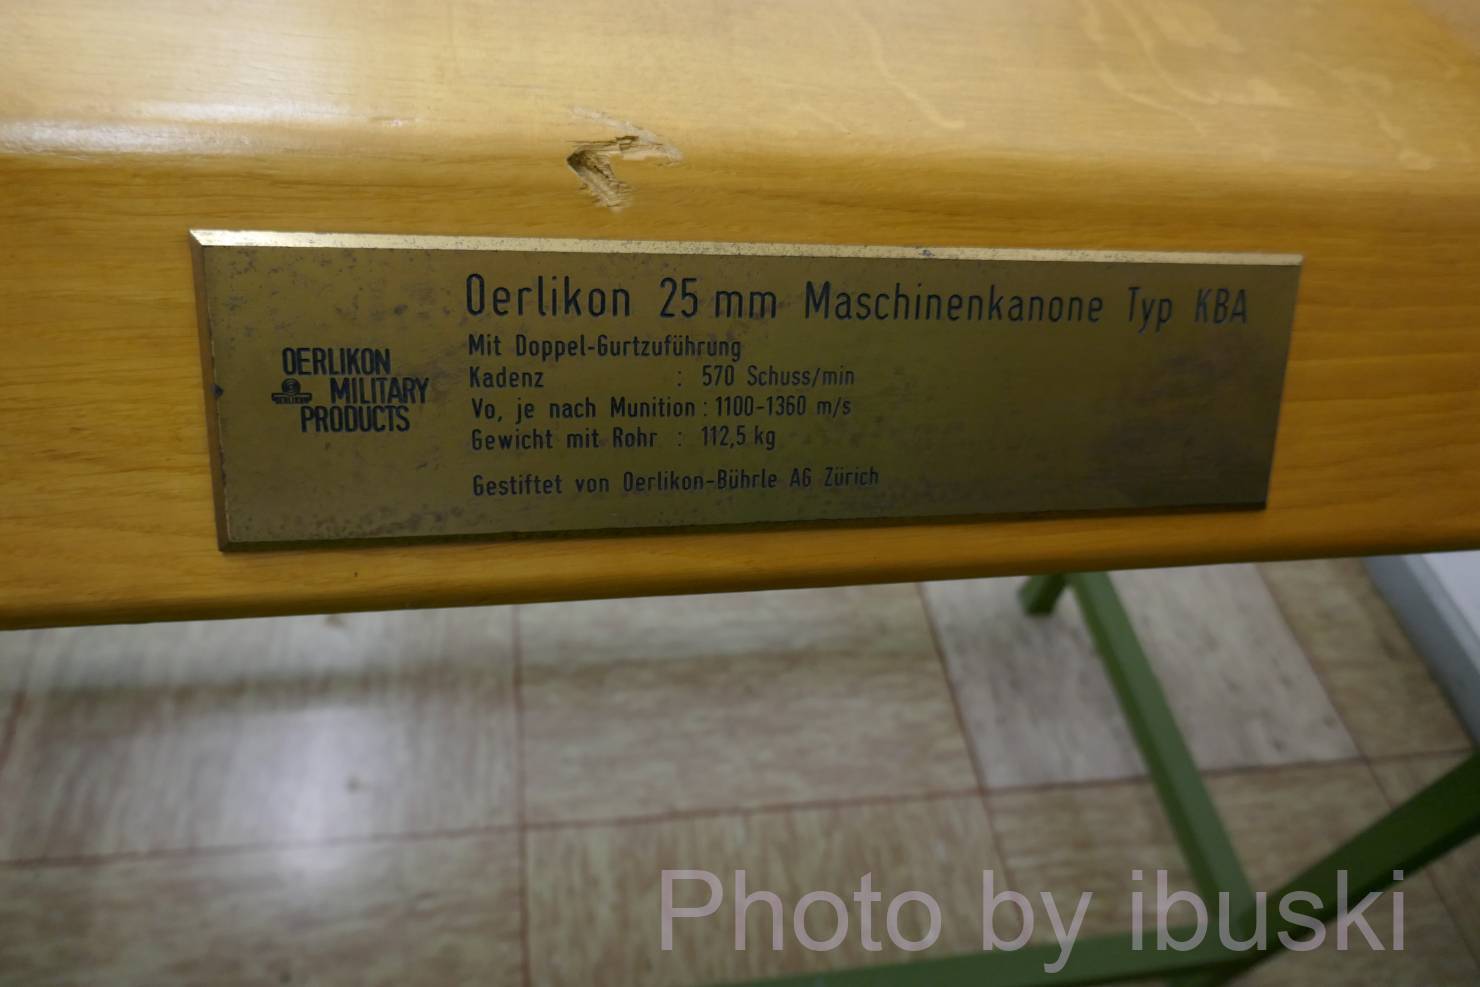 Oerlikon 25 mm Maschinenkanone Typ KBA
Mit Doppel-Gurtzuführung
Kadenz : 570 Schuss/min
Vo, je nach Munition : 1100-1360 m/s
Gewicht mit Rohr : 112,5 kg
Gestiftet von Oerlikon-Bührle AG Zürich
OERLIKON
OERLIKON MILITARY
PRODUCTS
Photo by ibuski